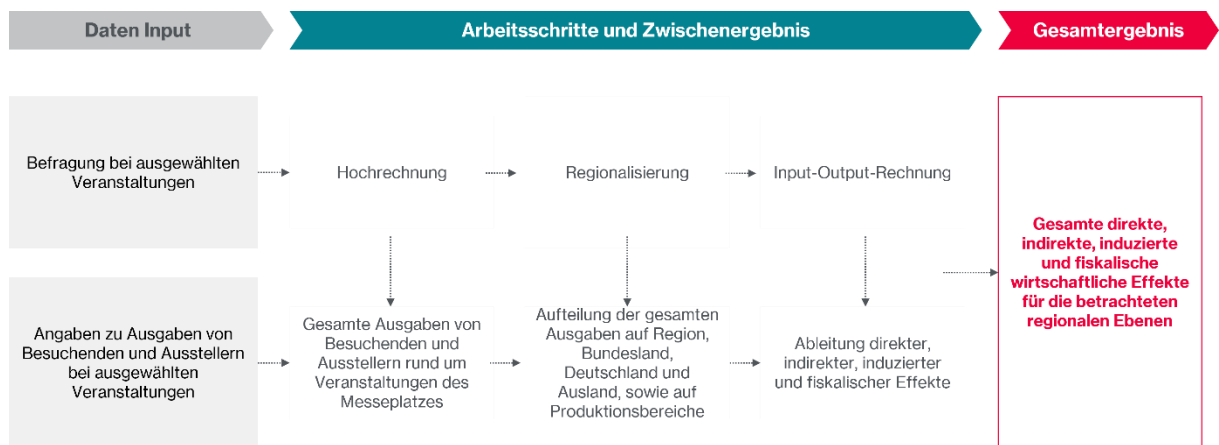 Daten Input
Arbeitsschritte und Zwischenergebnis
Gesamtergebnis
Befragung bei ausgewählten
Veranstaltungen
Hochrechnung
Regionalisierung
Input-Output-Rechnung
Gesamte direkte,
indirekte, induzierte
und fiskalische
wirtschaftliche Effekte
für die betrachteten
regionalen Ebenen
Angaben zu Ausgaben von
Besuchenden und Ausstellern
bei ausgewählten
Veranstaltungen
Gesamte Ausgaben von
Besuchenden und
Ausstellern rund um
Veranstaltungen des
Messeplatzes
Aufteilung der gesamten
Ausgaben auf Region,
Bundesland,
Deutschland und
Ausland, sowie auf
Produktionsbereiche
Ableitung direkter,
indirekter, induzierter
und fiskalischer Effekte